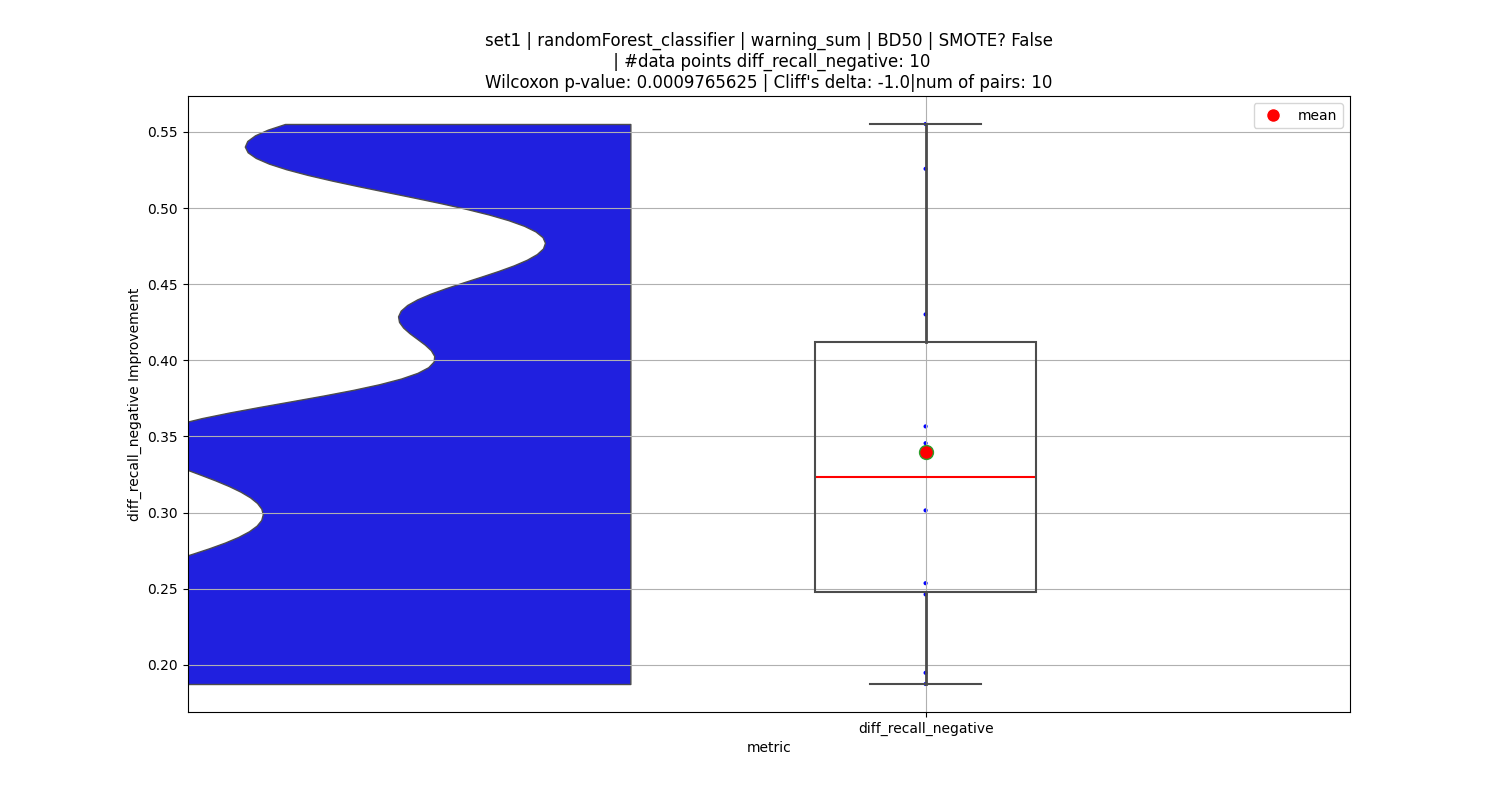 set1 | randomForest_classifier | warning_sum | BD50 | SMOTE? False
| #data points diff_recall_negative: 10
Wilcoxon p-value: 0.0009765625 | Cliff's delta: -1.0|num of pairs: 10
mean
diff_recall_negative Improvement
0.55
0.50
0.45
0.40
0.35
0.30
0.25
0.20
diff_recall_negative
metric